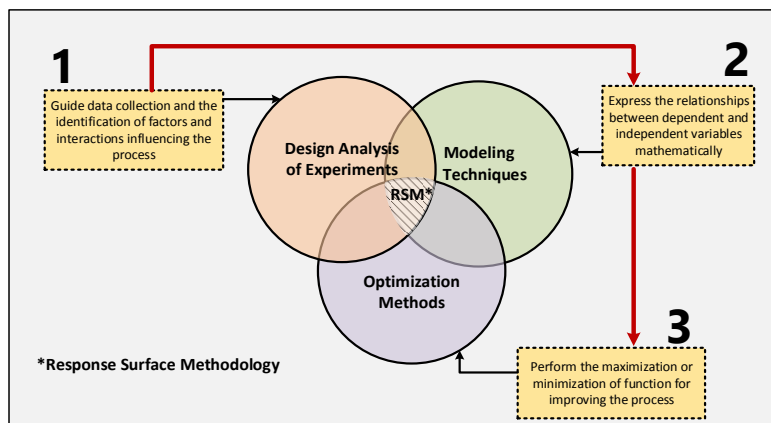 1
Guide data collection and the
identification of factors and
interactions influencing the
process
2
Express the relationships
between dependent and
independent variables
mathematically
Design Analysis
of Experiments
Modeling
Techniques
RSM*
Optimization
Methods
3
Perform the maximization or
minimization of function for
improving the process
*Response Surface Methodology